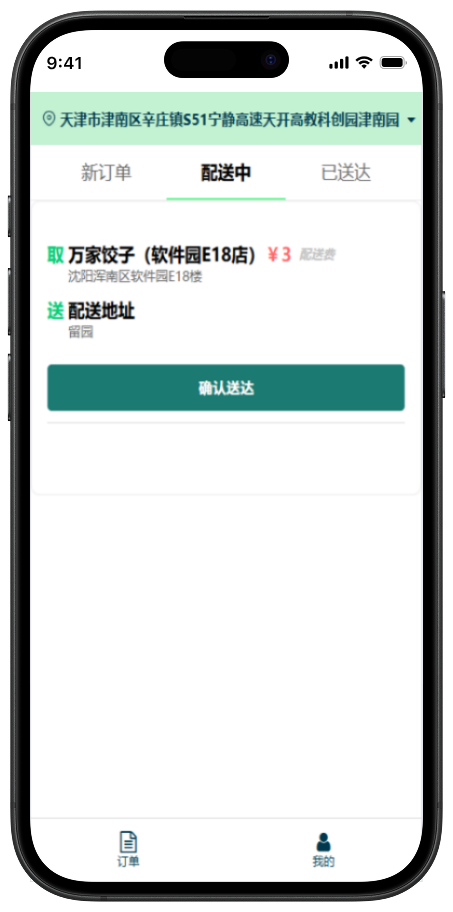 9:41
天津市津南区辛庄镇S51宁静高速天开高教科创园津南园
新订单 配送中 已送达
取 万家饺子（软件园E18店） ¥3 配送费
沈阳浑南区软件园E18楼
送 配送地址
留园
确认送达
订单 我的